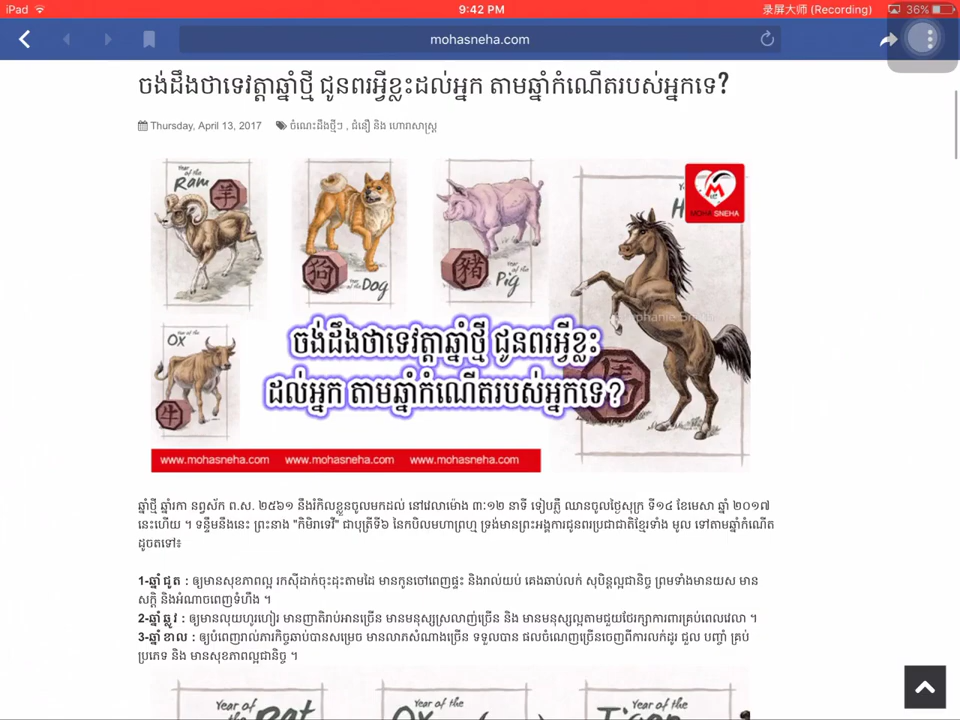 iPad 9:42 PM 录屏大师 (Recording) 36%
mohasneha.com
ចង់ដឹងថាទេវត្តាឆ្នាំថ្មី ជូនពរអ្វីខ្លះដល់អ្នក តាមឆ្នាំកំណើតរបស់អ្នកទេ?
Thursday, April 13, 2017 ចំណេះដឹងថ្មីៗ , ជំនឿ និង ហោរាសាស្ត្រ
Year of the Ram 羊
狗 Year of the Dog
豬 Year of the Pig
MOHA SNEHA
Year of the
OX
牛
ចង់ដឹងថាទេវត្តាឆ្នាំថ្មី ជូនពរអ្វីខ្លះ
ដល់អ្នក តាមឆ្នាំកំណើតរបស់អ្នកទេ?
www.mohasneha.com www.mohasneha.com www.mohasneha.com
ឆ្នាំថ្មី ឆ្នាំរកា នព្វស័ក ព.ស. ២៥៦១ នឹងរំកិលខ្លួនចូលមកដល់ នៅវេលាម៉ោង ៣:១២ នាទី ទៀបភ្លឺ ឈានចូលថ្ងៃសុក្រ ទី១៤ ខែមេសា ឆ្នាំ ២០១៧
នេះហើយ ។ ទន្ទឹមនឹងនេះ ព្រះនាង "កិមិរាទេវី" ជាបុត្រីទី៦ នៃកបិលមហាព្រហ្ម ទ្រង់មានព្រះអង្គការជូនពរប្រជាជាតិខ្មែរទាំង មូល ទៅតាមឆ្នាំកំណើត
ដូចតទៅ៖
1-ឆ្នាំជូត : ឲ្យមានសុខភាពល្អ រកស៊ីដាក់ចុះដុះតាមដៃ មានកូនចៅពេញផ្ទះ និងរាល់យប់ គេងឆាប់លក់ សុបិន្តល្អជានិច្ច ព្រមទាំងមានយស មាន
សក្ដិ និងអំណាចពេញទំហឹង ។
2-ឆ្នាំឆ្លូវ : ឲ្យមានលុយហូរហៀរ មានញាតិរាប់អានច្រើន មានមនុស្សស្រលាញ់ច្រើន និង មានមនុស្សល្អតាមជួយថែរក្សាការពារគ្រប់ពេលវេលា ។
3-ឆ្នាំខាល : ឲ្យបំពេញរាល់ភារកិច្ចឆាប់បានសម្រេច មានលាភសំណាងច្រើន ទទួលបាន ផលចំណេញច្រើនចេញពីការលក់ដូរ ជួល បញ្ចាំ គ្រប់
ប្រភេទ និង មានសុខភាពល្អជានិច្ច ។
Year of the Rat
Year of the Ox
Year of the Tiger